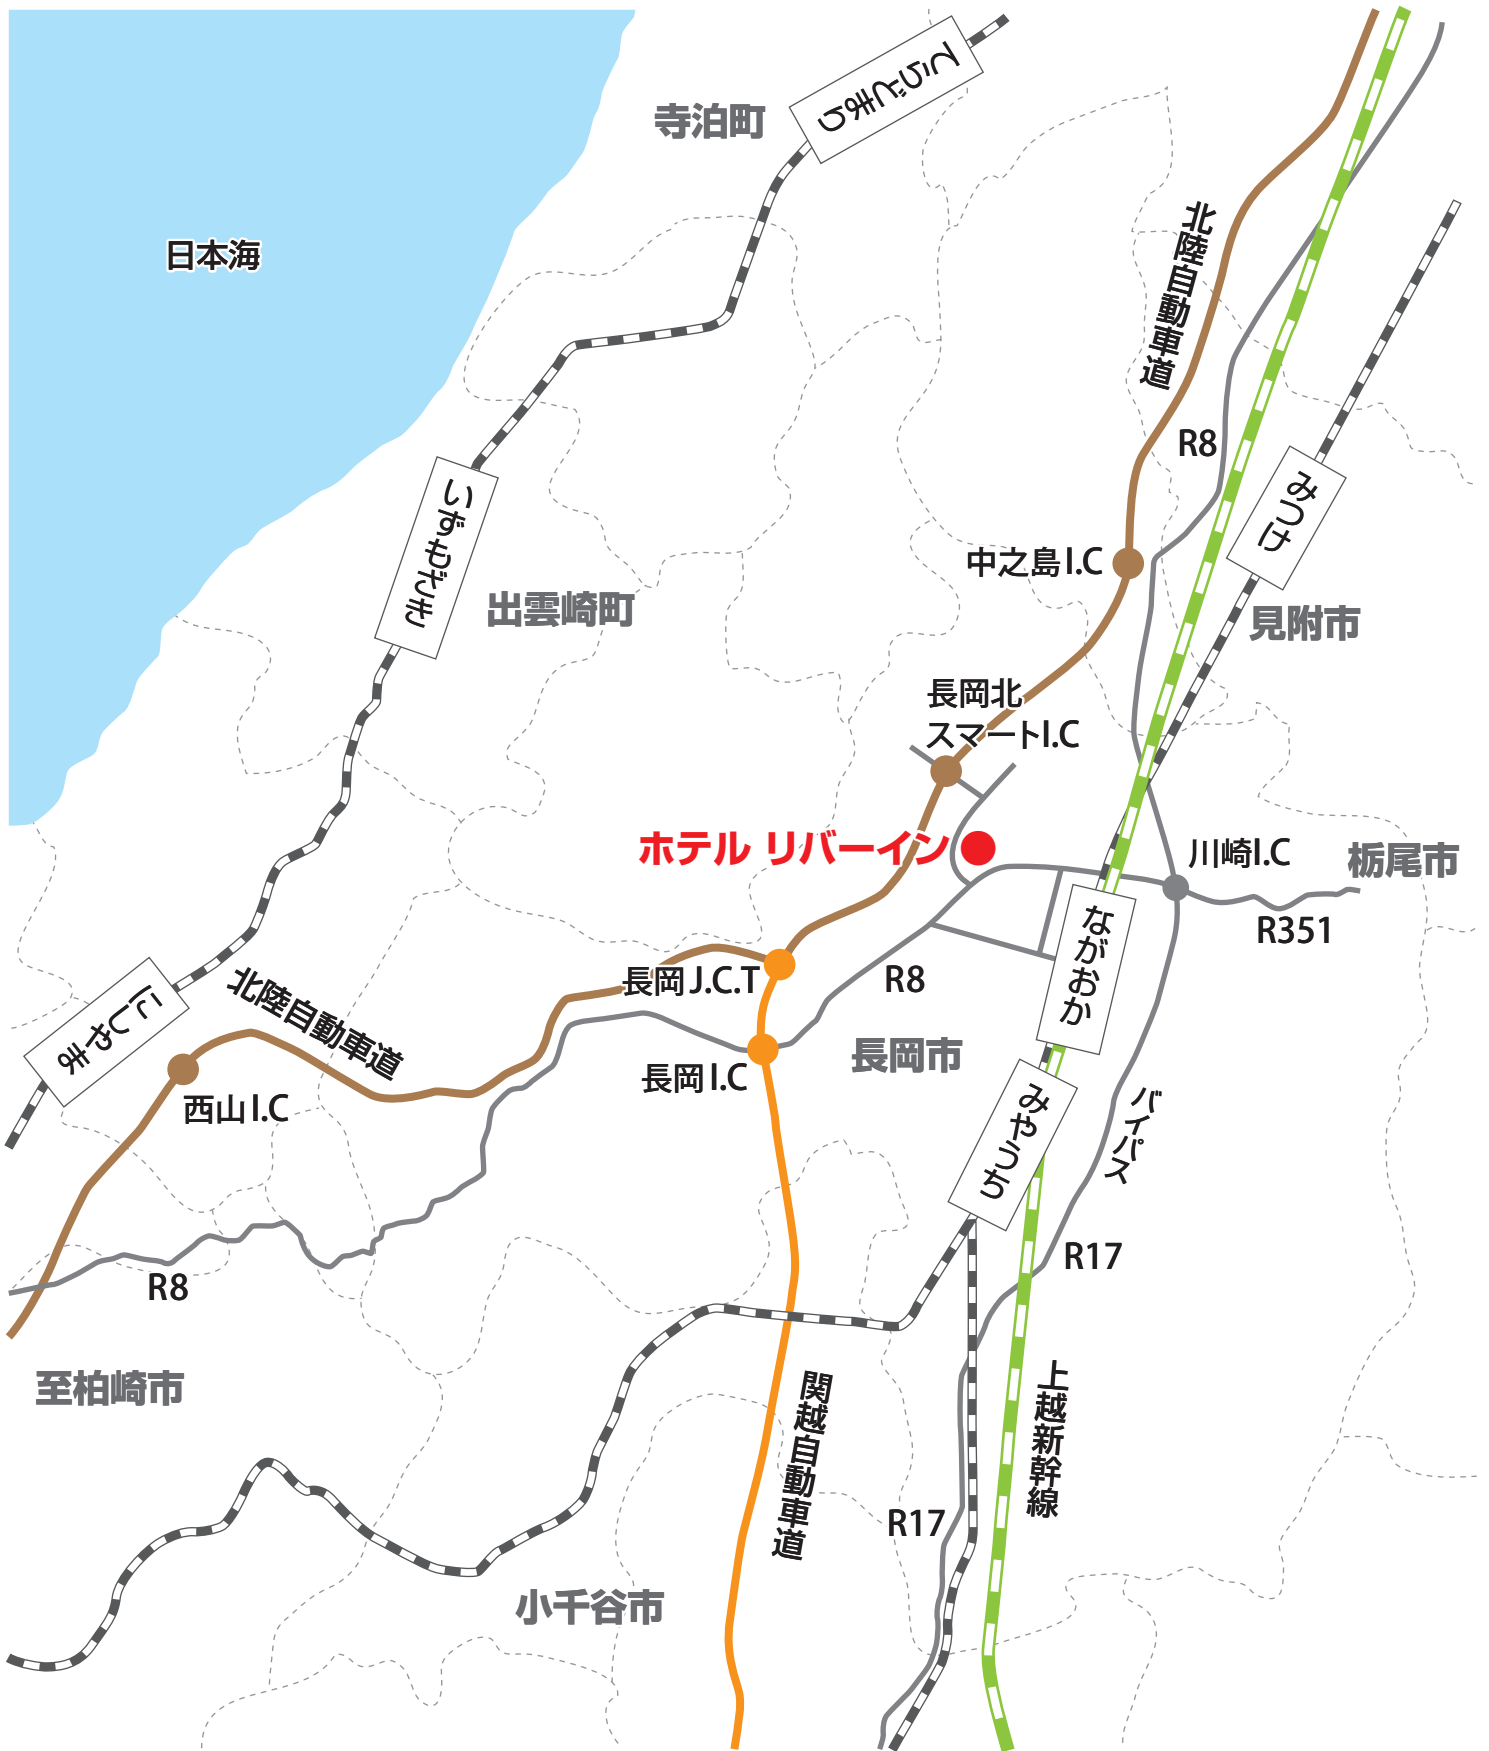 てらどまり
寺泊町
日本海
北陸自動車道
R8
みつけ
いずもざき
中之島I.C
出雲崎町
見附市
長岡北
スマートI.C
ホテル リバーイン
川崎I.C
栃尾市
R351
ながおか
にしやま
北陸自動車道
長岡J.C.T
R8
長岡市
長岡I.C
西山I.C
みやうち
バイパス
R17
R8
至柏崎市
関越自動車道
上越新幹線
R17
小千谷市